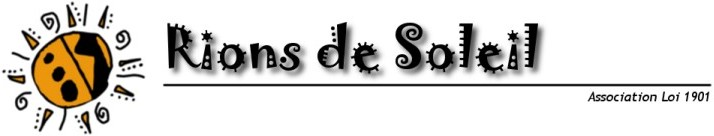 Rions de Soleil
Association Loi 1901